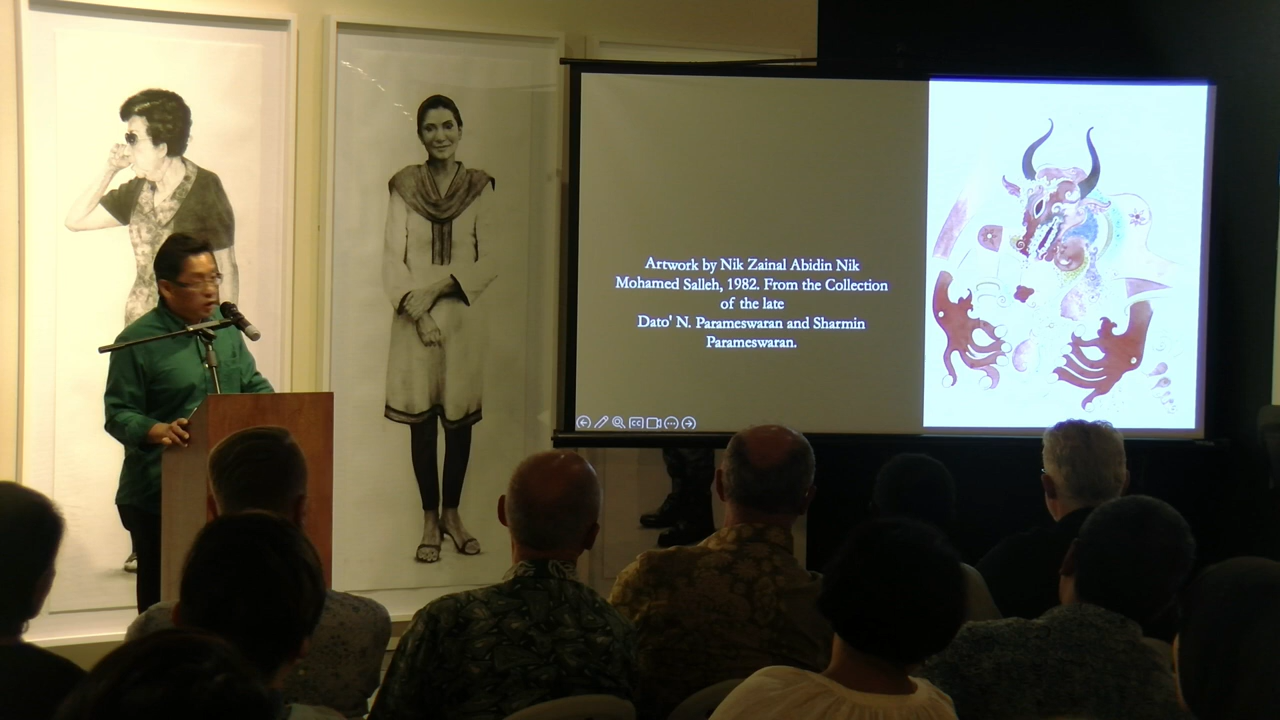 Artwork by Nik Zainal Abidin Nik
Mohamed Salleh, 1982. From the Collection
of the late
Dato' N. Parameswaran and Sharmin
Parameswaran.
CC